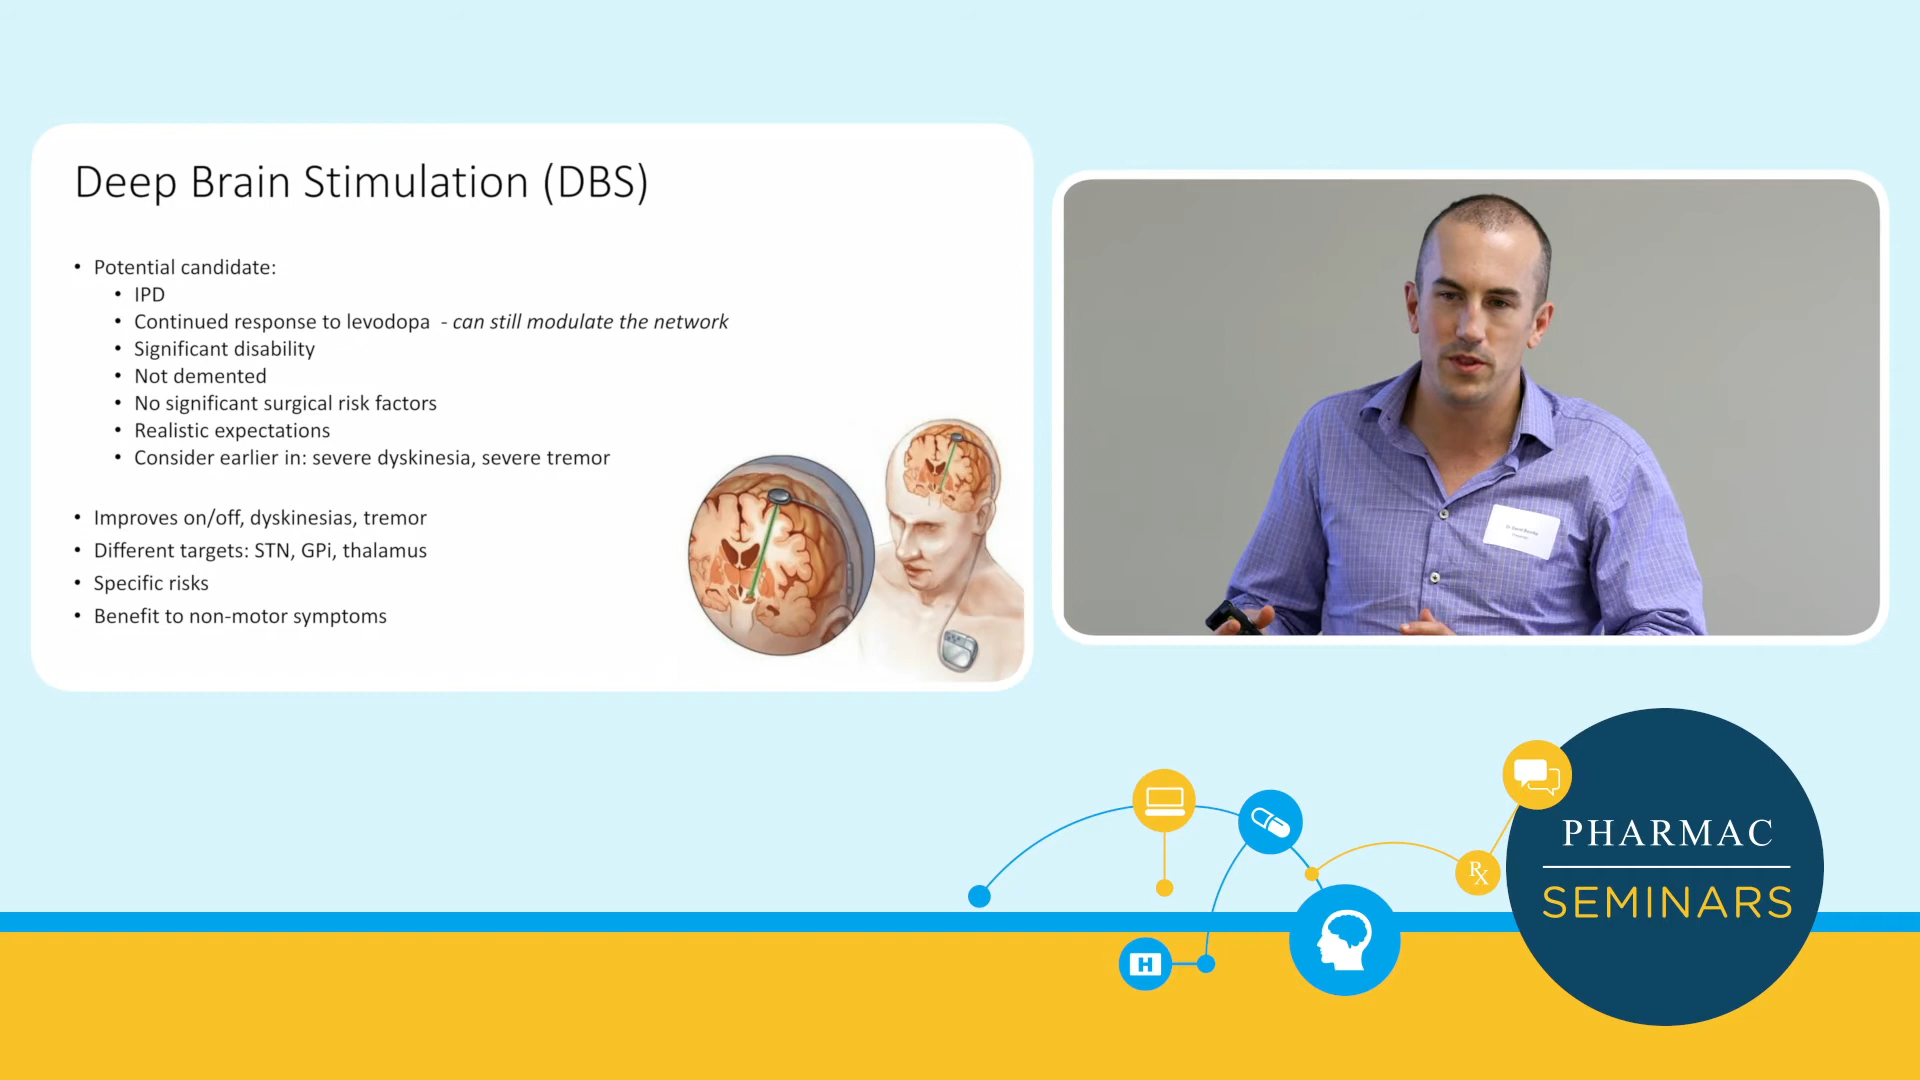 Deep Brain Stimulation (DBS)
• Potential candidate:
• IPD
• Continued response to levodopa - can still modulate the network
• Significant disability
• Not demented
• No significant surgical risk factors
• Realistic expectations
• Consider earlier in: severe dyskinesia, severe tremor
• Improves on/off, dyskinesias, tremor
• Different targets: STN, GPi, thalamus
• Specific risks
• Benefit to non-motor symptoms
H
Rx
PHARMAC
SEMINARS